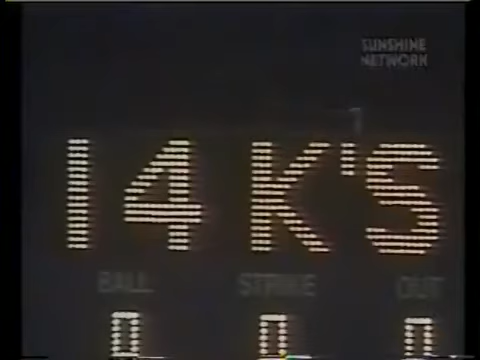 SUNSHINE
NETWORK
14 K'S
BALL STRIKE OUT
0 0 0